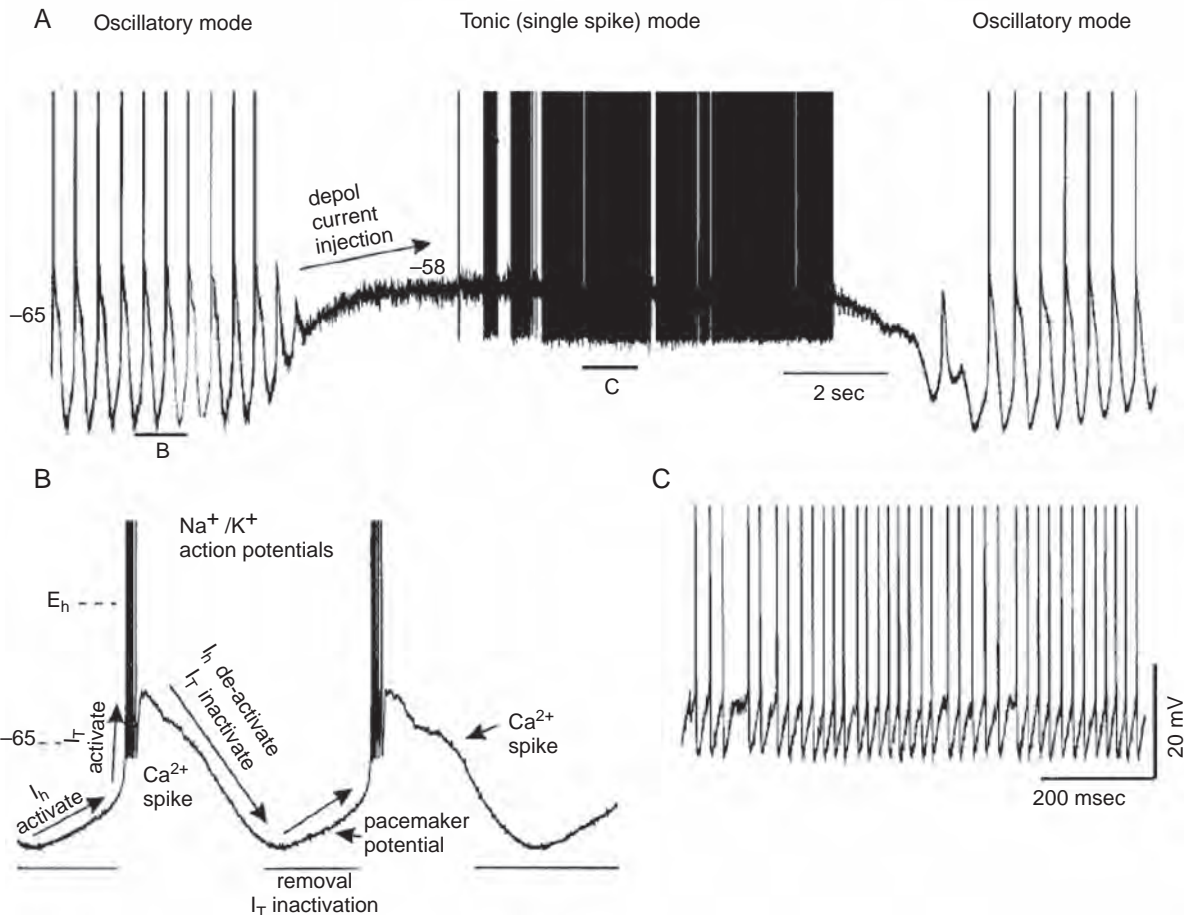 A
Oscillatory mode
Tonic (single spike) mode
Oscillatory mode
depol
current
injection
–58
–65
C
2 sec
B
B
Na+ /K+
action potentials
Eh
–65
IT
activate
Ih
activate
Ca2+
spike
Ih de-activate
IT inactivate
Ca2+
spike
pacemaker
potential
removal
IT inactivation
C
20 mV
200 msec